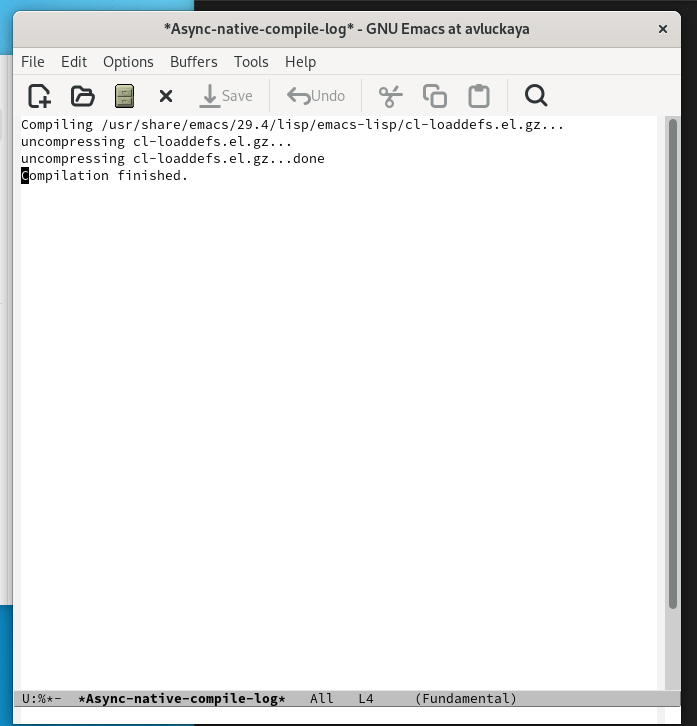 *Async-native-compile-log* - GNU Emacs at avluckaya
File Edit Options Buffers Tools Help
Save Undo
Compiling /usr/share/emacs/29.4/lisp/emacs-lisp/cl-loaddefs.el.gz...
uncompressing cl-loaddefs.el.gz...
uncompressing cl-loaddefs.el.gz...done
Compilation finished.
U:%*- *Async-native-compile-log* All L4 (Fundamental)